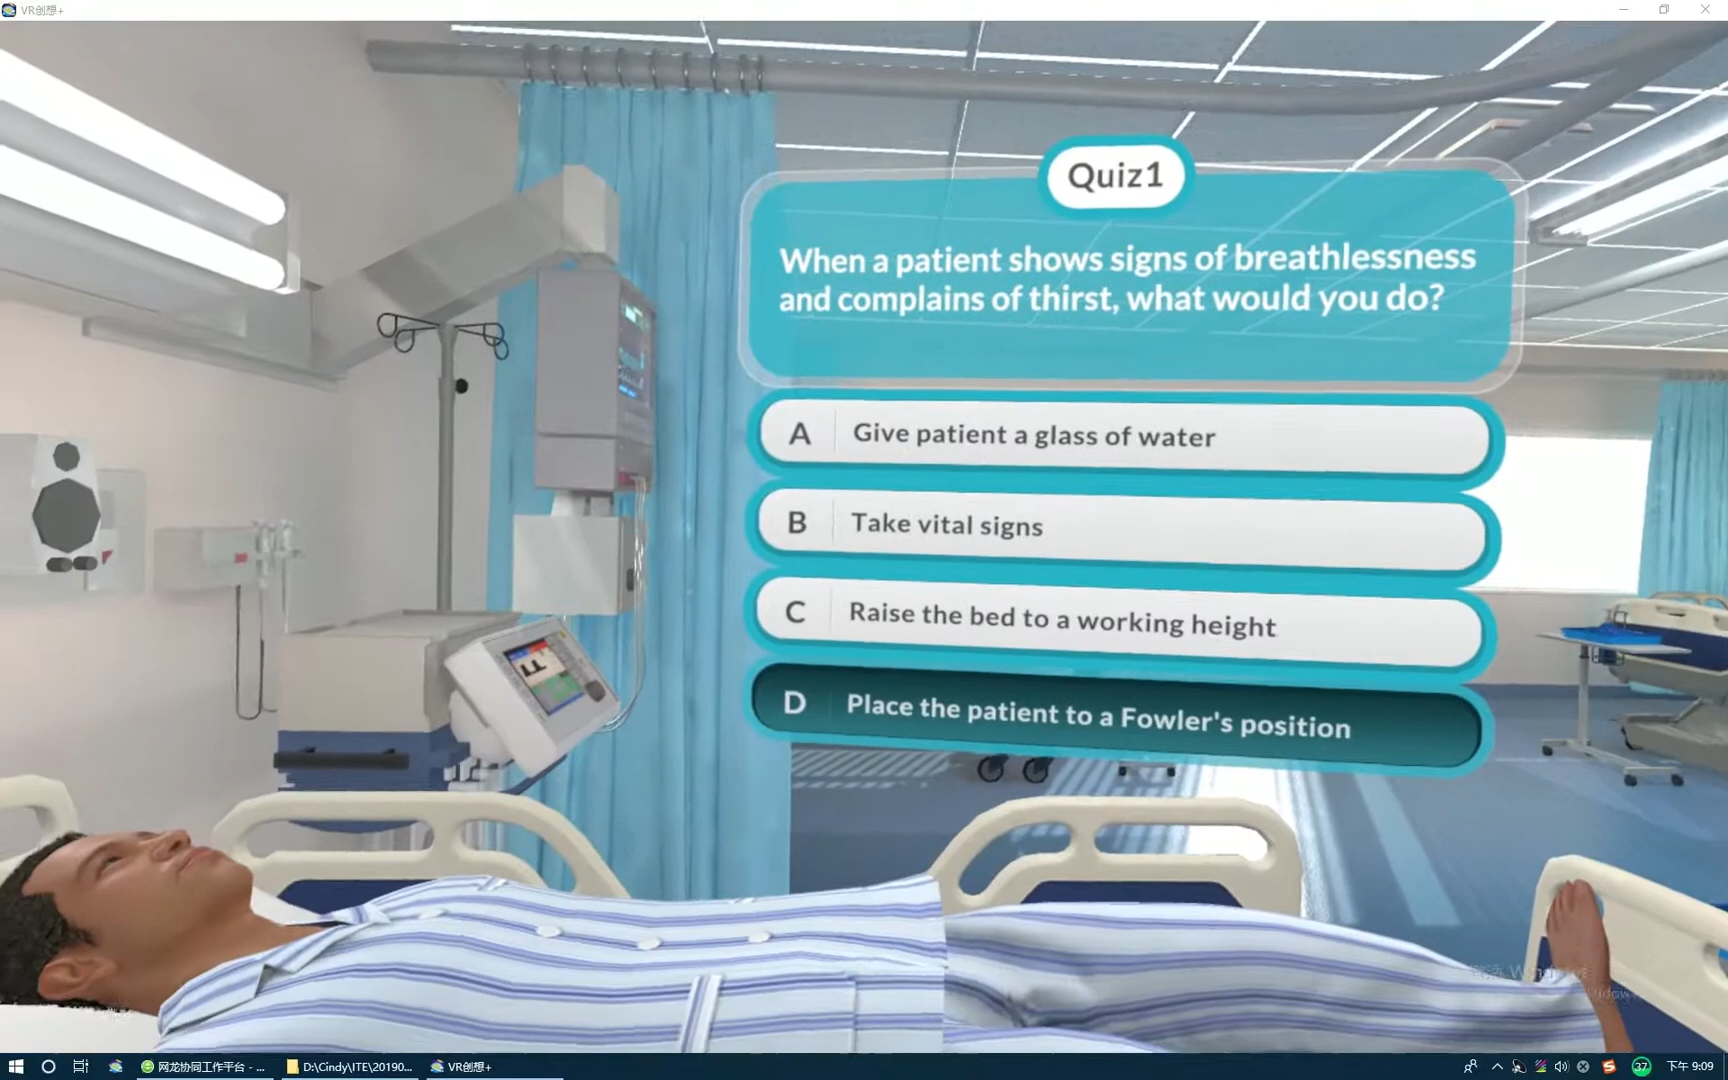 VR创想+
Quiz1
When a patient shows signs of breathlessness
and complains of thirst, what would you do?
A Give patient a glass of water
B Take vital signs
C Raise the bed to a working height
D Place the patient to a Fowler's position
网龙协同工作平台 - ...
D:\Cindy\ITE\20190...
VR创想+
37
下午 9:09